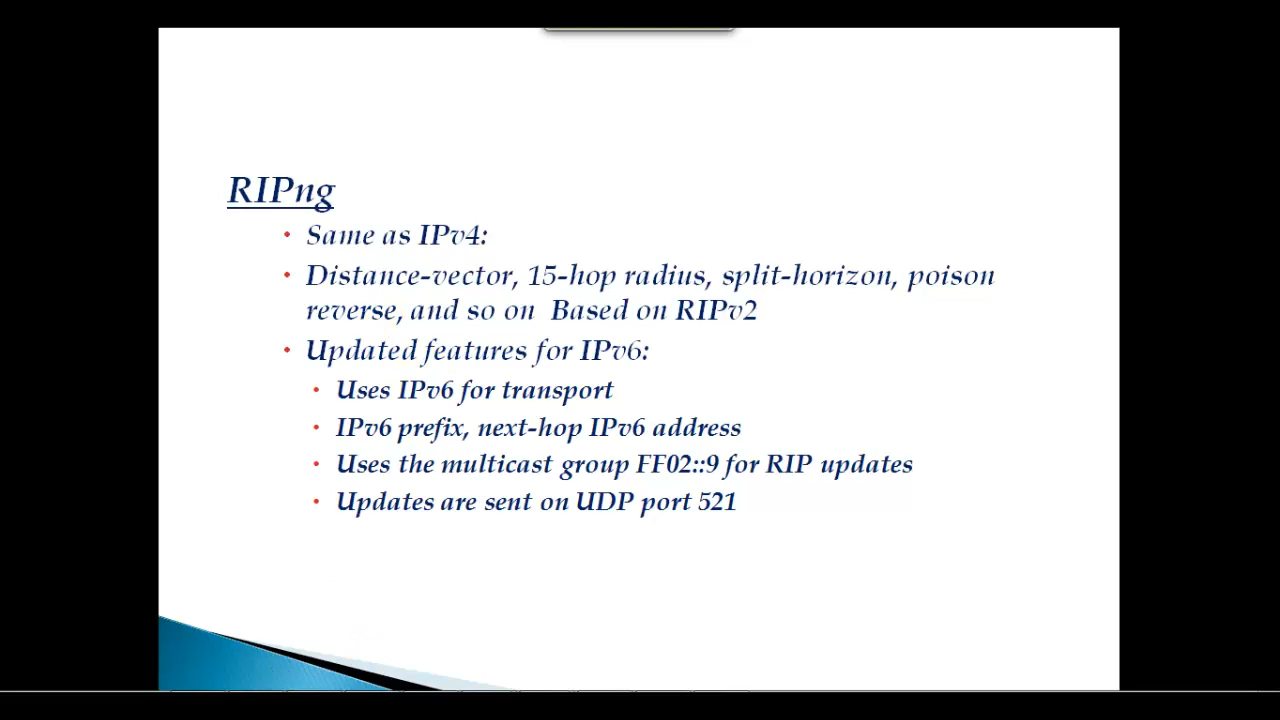 RIPng
• Same as IPv4:
• Distance-vector, 15-hop radius, split-horizon, poison
reverse, and so on  Based on RIPv2
• Updated features for IPv6:
• Uses IPv6 for transport
• IPv6 prefix, next-hop IPv6 address
• Uses the multicast group FF02::9 for RIP updates
• Updates are sent on UDP port 521